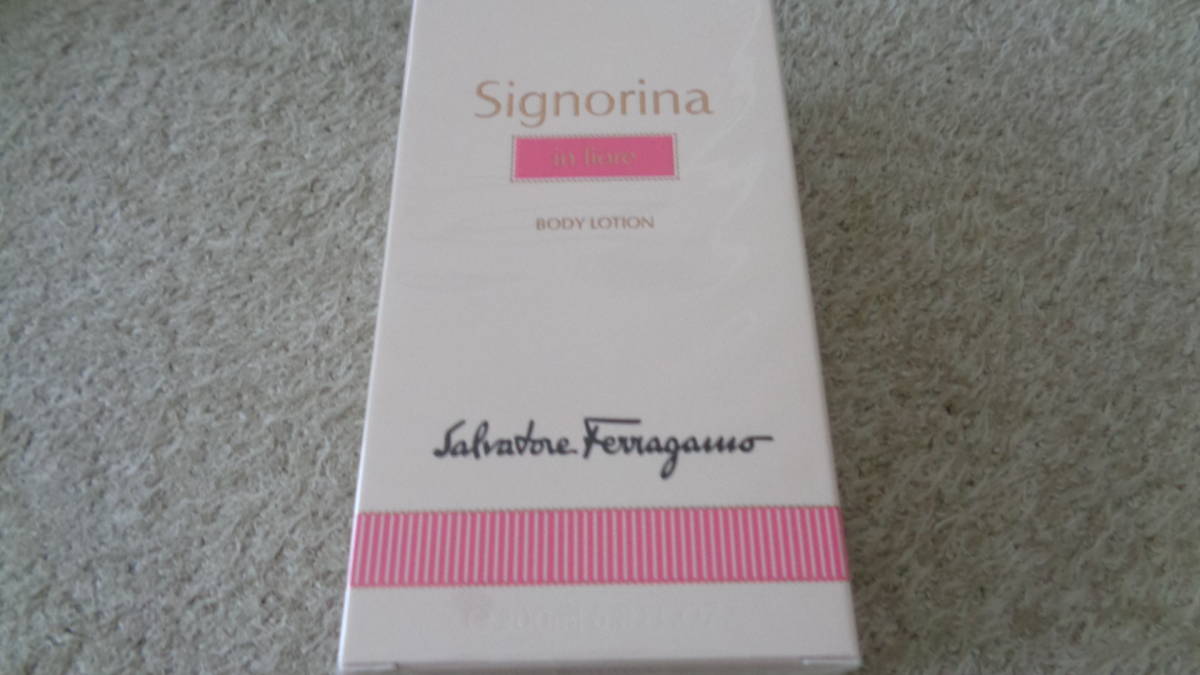 Signorina
in fiore
BODY LOTION
Salvatore Ferragamo